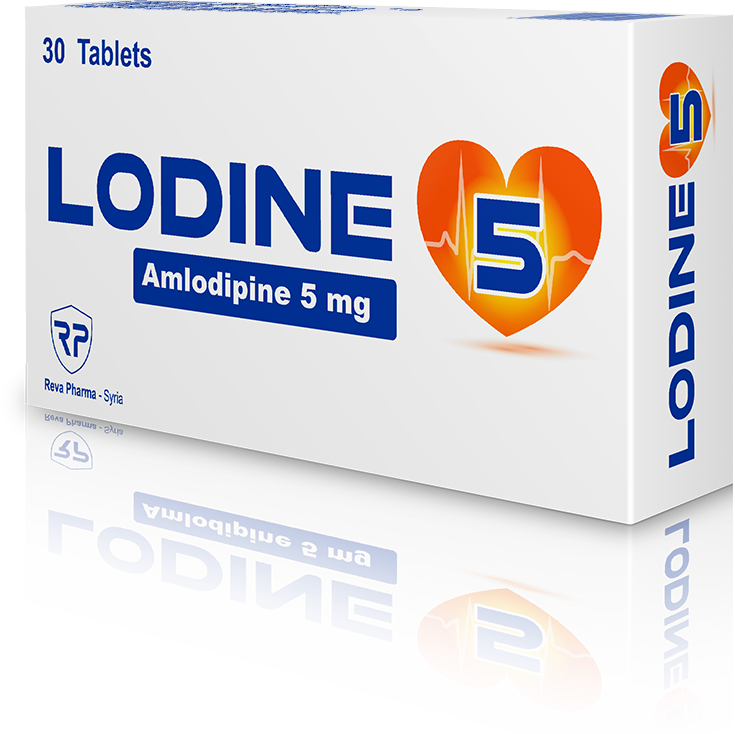 30 Tablets
LODINE
5
Amlodipine 5 mg
RP
Reva Pharma - Syria
LODINE
5